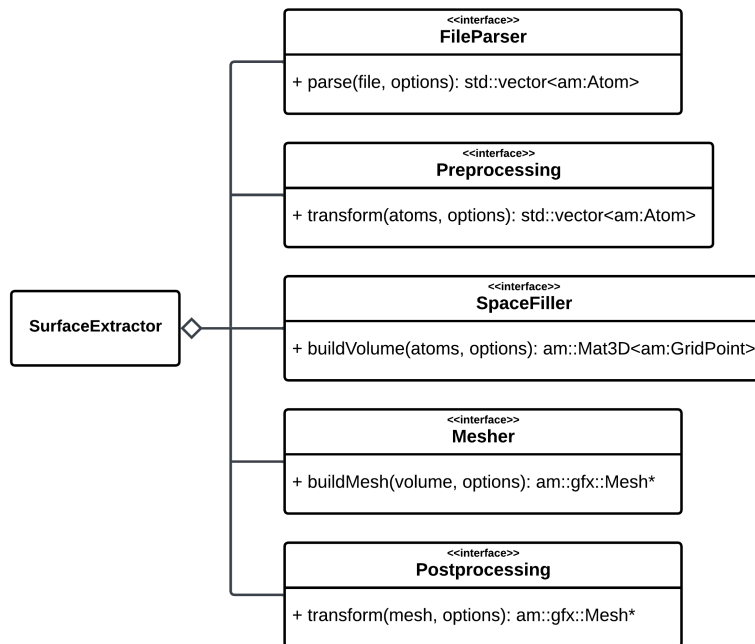 <<interface>>
FileParser
+ parse(file, options): std::vector<am:Atom>
<<interface>>
Preprocessing
+ transform(atoms, options): std::vector<am:Atom>
<<interface>>
SpaceFiller
SurfaceExtractor
+ buildVolume(atoms, options): am::Mat3D<am:GridPoint>
<<interface>>
Mesher
+ buildMesh(volume, options): am::gfx::Mesh*
<<interface>>
Postprocessing
+ transform(mesh, options): am::gfx::Mesh*